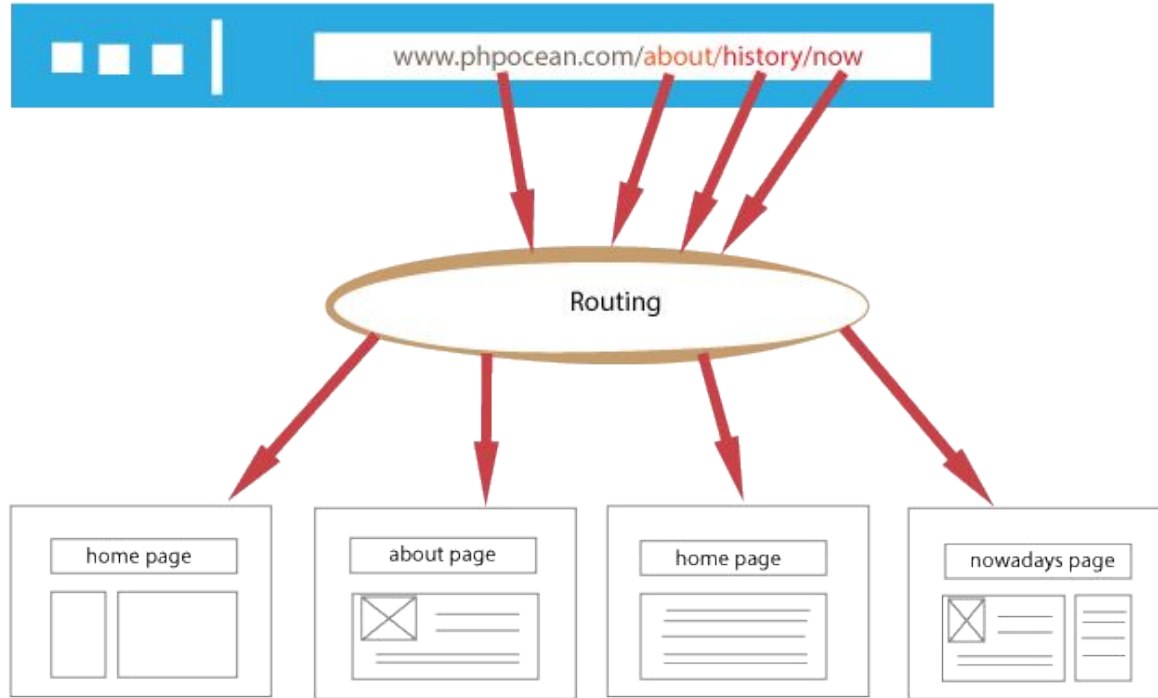 www.phpocean.com/about/history/now
Routing
home page
about page
home page
nowadays page